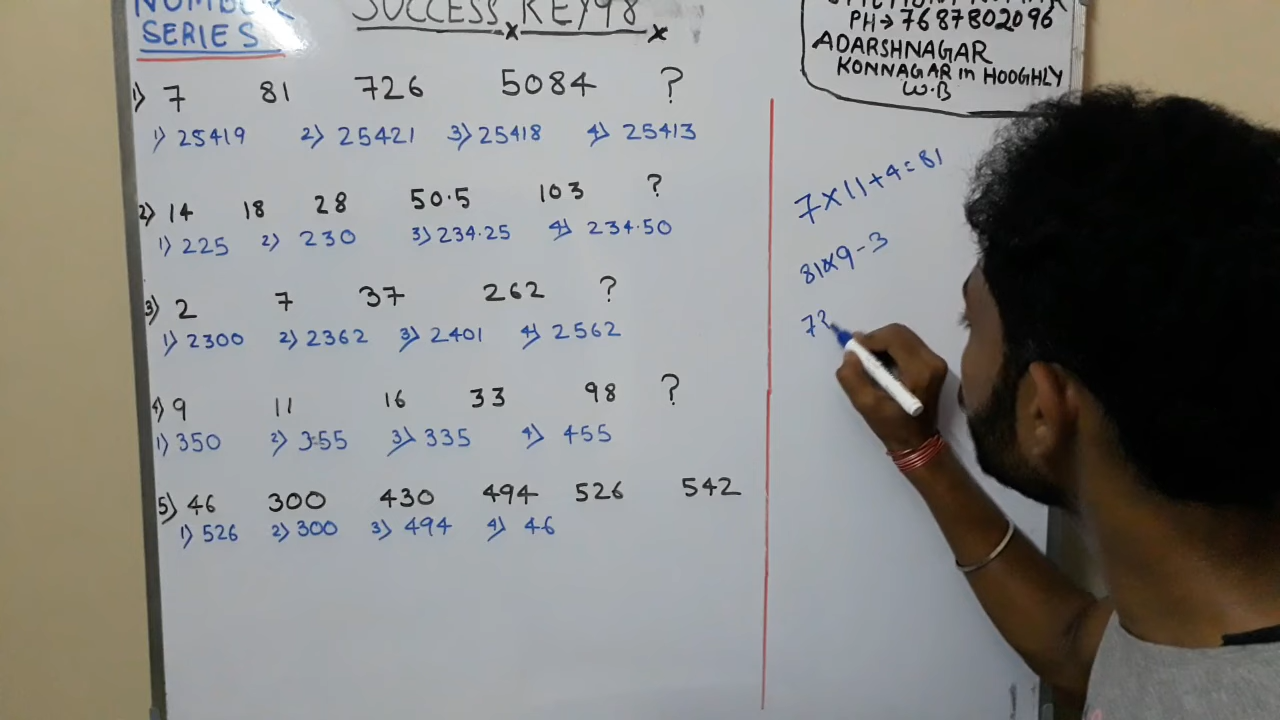 NUMBER
SERIES
SUCCESS KEY98
PH→7687802096
ADARSHNAGAR
KONNAGAR in HOOGHLY
W.B
1) 7 81 726 5084 ?
1) 25419 2) 25421 3) 25418 4) 25413
2) 14 18 28 50.5 103 ?
1) 225 2) 230 3) 234.25 4) 234.50
3) 2 7 37 262 ?
1) 2300 2) 2362 3) 2401 4) 2562
4) 9 11 16 33 98 ?
1) 350 2) 355 3) 335 4) 455
5) 46 300 430 494 526 542
1) 526 2) 300 3) 494 4) 46
7×11+4=81
81×9-3
72